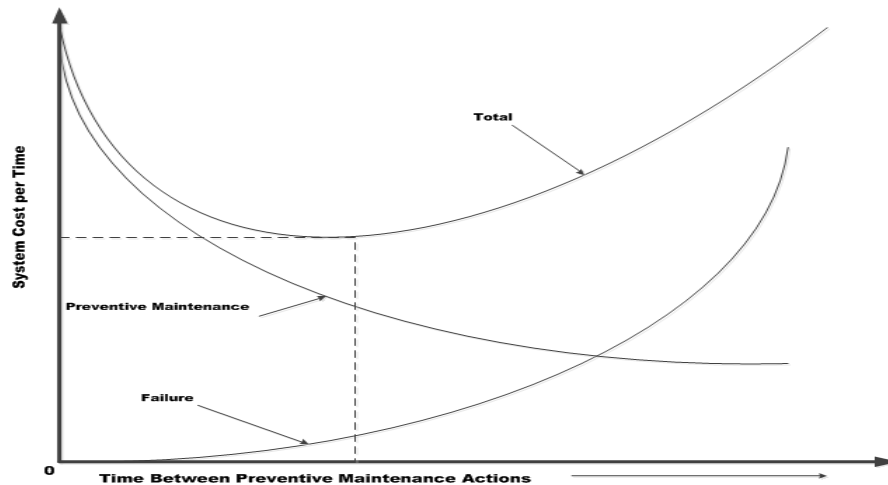 Total
System Cost per Time
Preventive Maintenance
Failure
0
Time Between Preventive Maintenance Actions